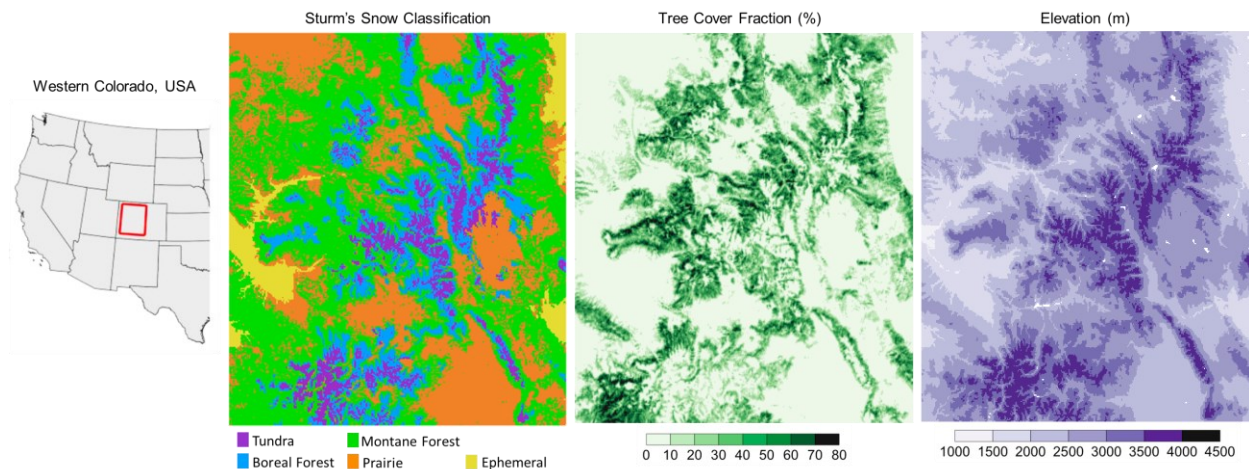 Sturm's Snow Classification
Tree Cover Fraction (%)
Elevation (m)
Western Colorado, USA
Tundra
Montane Forest
Boreal Forest
Prairie
Ephemeral
0 10 20 30 40 50 60 70 80
1000 1500 2000 2500 3000 3500 4000 4500